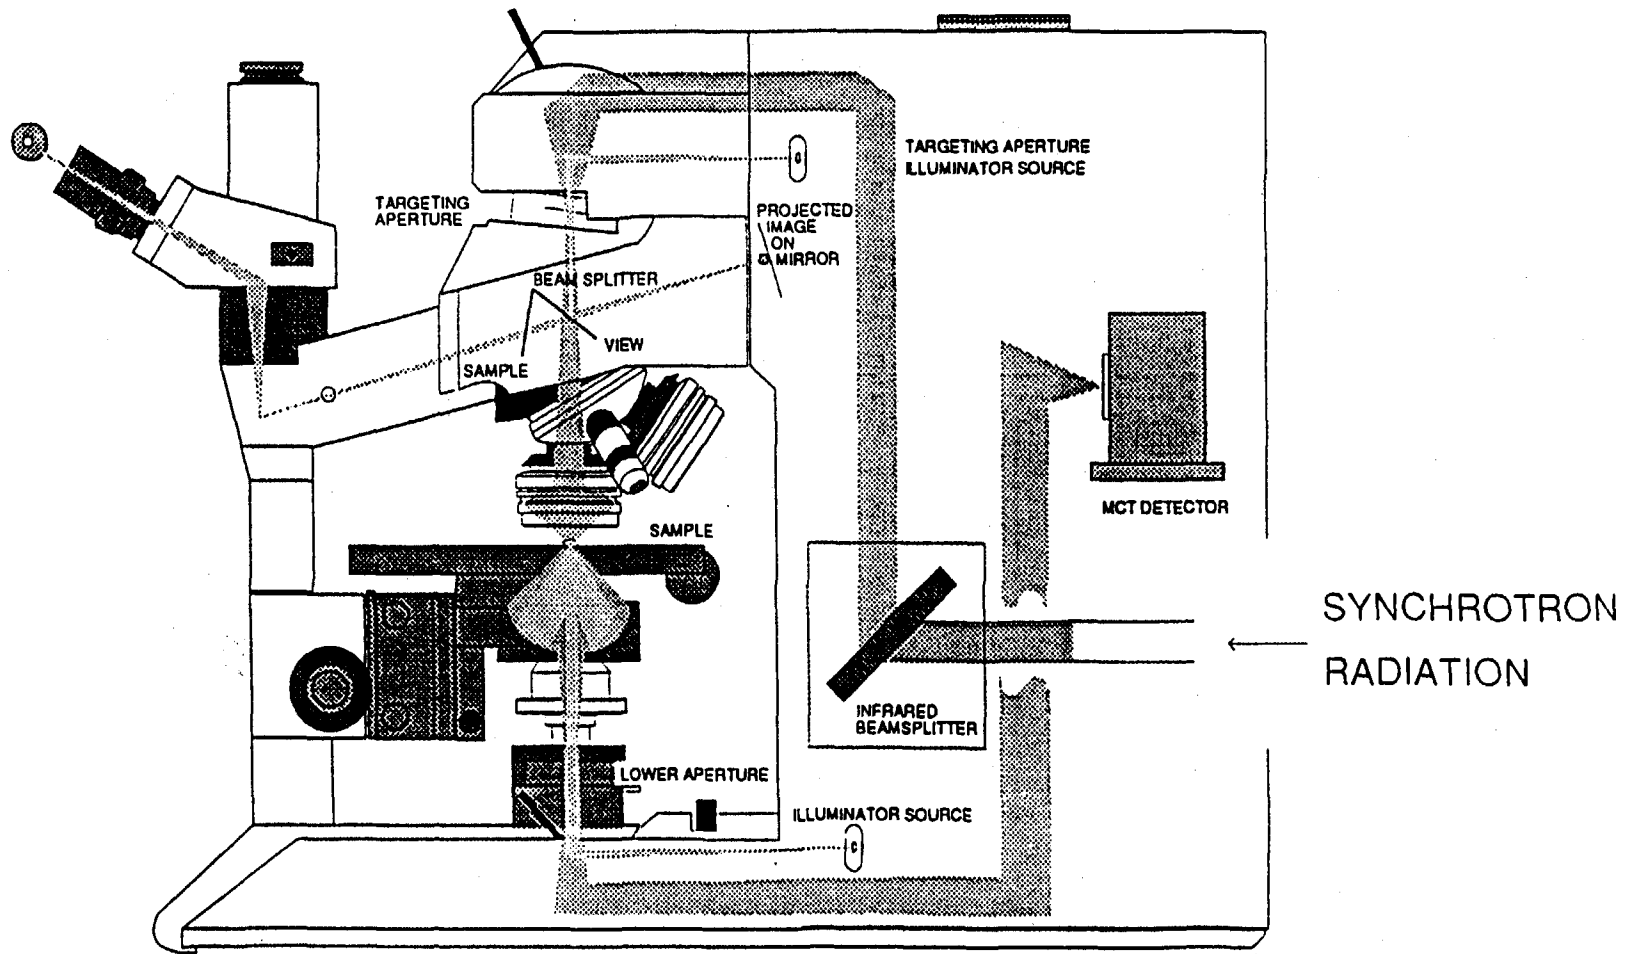 TARGETING APERTURE
ILLUMINATOR SOURCE
TARGETING
APERTURE
PROJECTED
IMAGE
ON
MIRROR
BEAM SPLITTER
VIEW
SAMPLE
SAMPLE
MCT DETECTOR
SYNCHROTRON
RADIATION
INFRARED
BEAMSPLITTER
LOWER APERTURE
ILLUMINATOR SOURCE